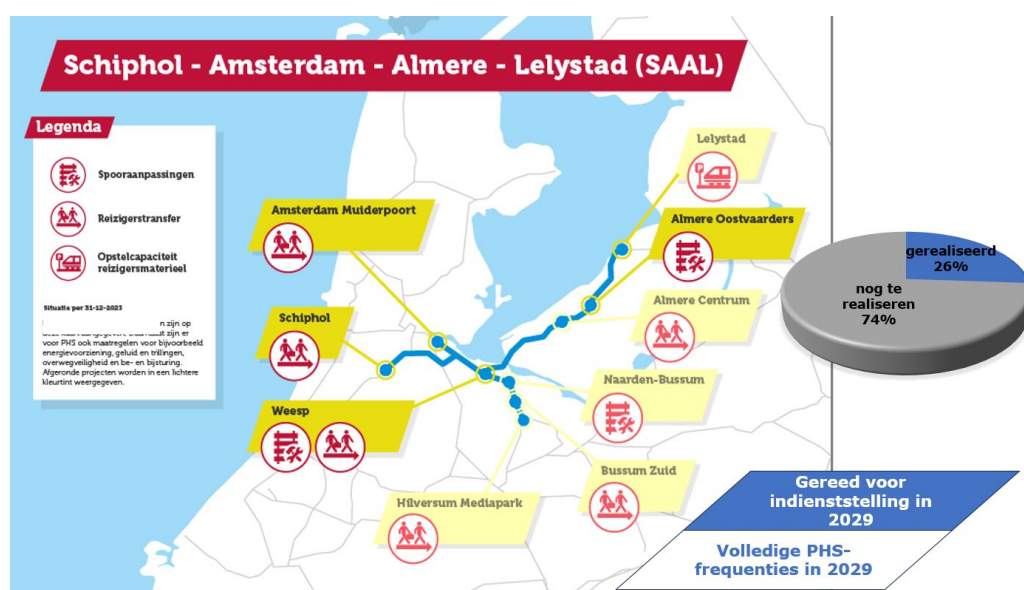 Schiphol - Amsterdam - Almere - Lelystad (SAAL)
Legenda
Spooraanpassingen
Reizigerstransfer
Opstelcapaciteit
reizigersmaterieel
Situatie per 31-12-2023
zijn op
zijn er
voor PHS ook maatregelen voor bijvoorbeeld
energievoorziening, geluid en trillingen,
overwegveiligheid en be- en bijsturing.
Afgeronde projecten worden in een lichtere
kleurtint weergegeven.
Lelystad
Amsterdam Muiderpoort
Almere Oostvaarders
Almere Centrum
Schiphol
Naarden-Bussum
Weesp
Bussum Zuid
Hilversum Mediapark
gerealiseerd
26%
nog te
realiseren
74%
Gereed voor
indienststelling in
2029
Volledige PHS-
frequenties in 2029